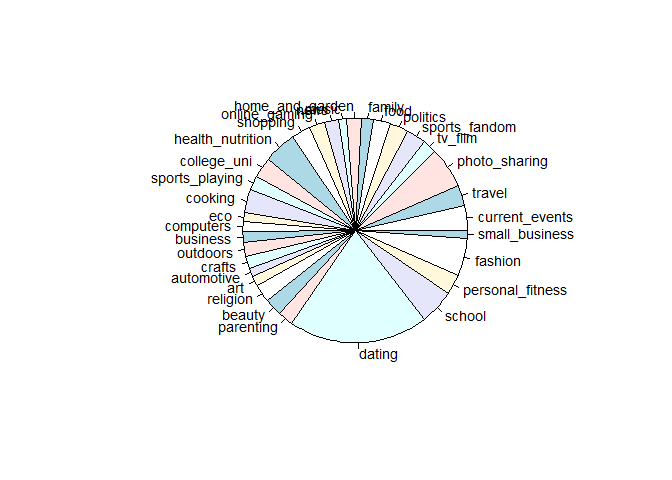 home_and_garden
family
food
online_gaming
politics
shopping
sports_fandom
health_nutrition
tv_film
college_uni
photo_sharing
sports_playing
travel
cooking
eco
current_events
computers
small_business
business
outdoors
fashion
crafts
automotive
art
personal_fitness
religion
beauty
school
parenting
dating